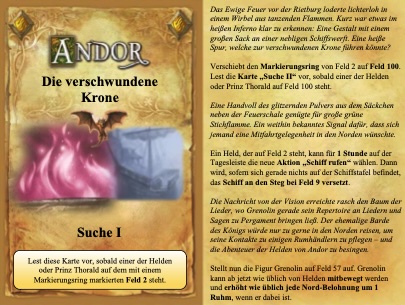 ANDOR
Die verschwundene
Krone
Suche I
Lest diese Karte vor, sobald einer der Helden
oder Prinz Thorald auf dem mit einem
Markierungsring markierten Feld 2 steht.
Das Ewige Feuer vor der Rietburg loderte lichterloh in
einem Wirbel aus tanzenden Flammen. Kurz war etwas im
heißen Inferno klar zu erkennen: Eine Gestalt mit einem
großen Sack an einer nebligen Schiffswerft. Eine heiße
Spur, welche zur verschwundenen Krone führen könnte?
Verschiebt den Markierungsring von Feld 2 auf Feld 100.
Lest die Karte „Suche II“ vor, sobald einer der Helden
oder Prinz Thorald auf Feld 100 steht.
Eine Handvoll des glitzernden Pulvers aus dem Säckchen
neben der Feuerschale genügte für große grüne
Stichflamme. Ein weithin bekanntes Signal dafür, dass sich
jemand eine Mitfahrtgelegenheit in den Norden wünschte.
Ein Held, der auf Feld 2 steht, kann für 1 Stunde auf der
Tagesleiste die neue Aktion „Schiff rufen“ wählen. Dann
wird, sofern sich gerade nichts auf der Schiffstafel befindet,
das Schiff an den Steg bei Feld 9 versetzt.
Die Nachricht von der Vision erreichte rasch den Baum der
Lieder, wo Grenolin gerade sein Repertoire an Liedern und
Sagen zu Pergament bringen ließ. Der ehemalige Barde
des Königs würde nur zu gerne in den Norden reisen, um
seine Kontakte zu einigen Rumhändlern zu pflegen – und
die Abenteuer der Helden von Andor zu besingen.
Stellt nun die Figur Grenolin auf Feld 57 auf. Grenolin
kann ab jetzt wie üblich von Helden mitbewegt werden
und erhöht wie üblich jede Nord-Belohnung um 1
Ruhm, wenn er dabei ist.